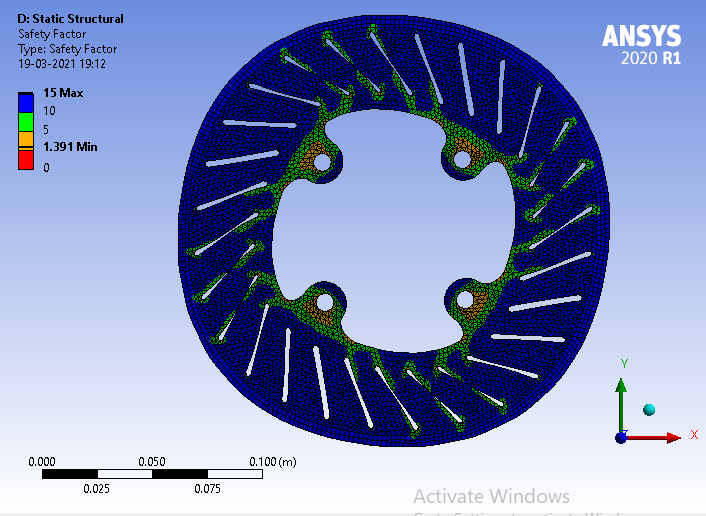 D: Static Structural
Safety Factor
Type: Safety Factor
19-03-2021 19:12
15 Max
10
5
1.391 Min
0
ANSYS
2020 R1
Y
X
0.000
0.050
0.100 (m)
0.025
0.075
Activate Windows